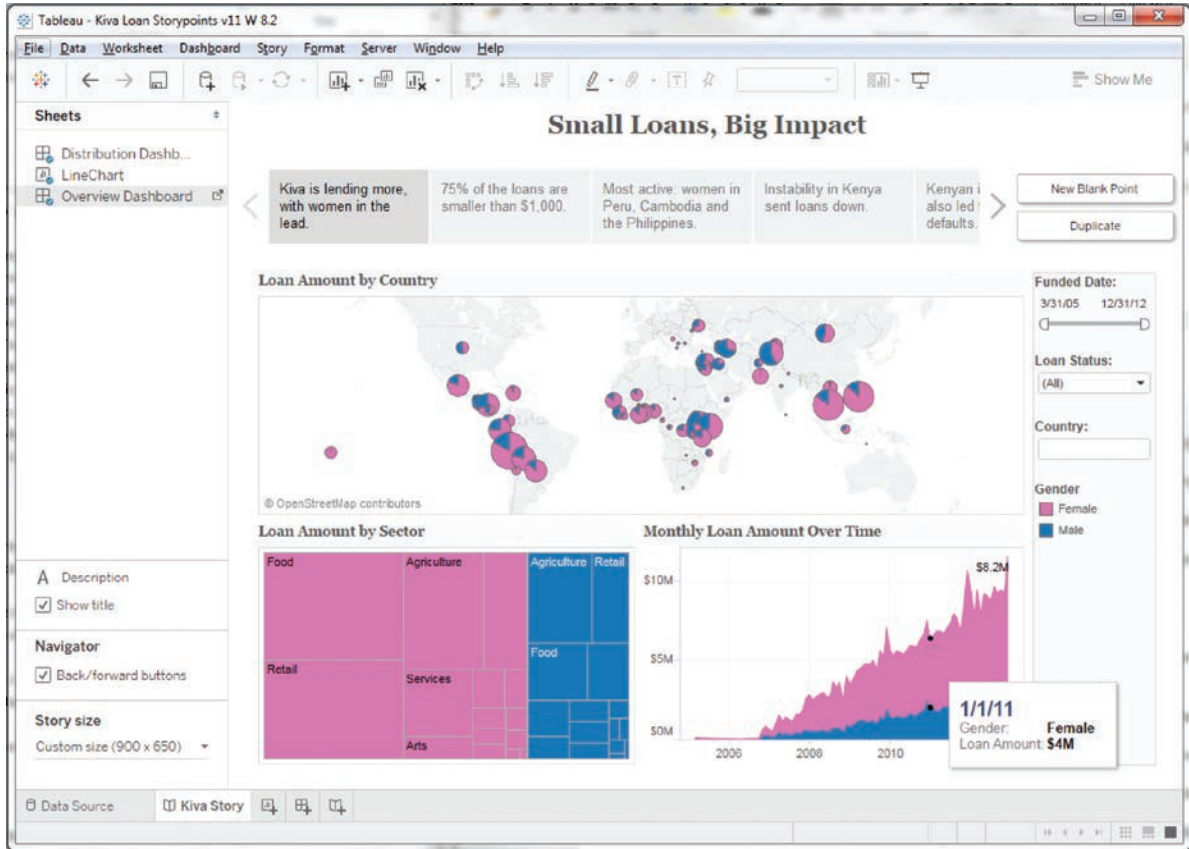 Tableau - Kiva Loan Storypoints v11 W 8.2
File Data Worksheet Dashboard Story Format Server Window Help
Show Me
Sheets
Distribution Dashb...
LineChart
Overview Dashboard
Small Loans, Big Impact
Kiva is lending more,
with women in the
lead.
75% of the loans are
smaller than $1,000.
Most active: women in
Peru, Cambodia and
the Philippines.
Instability in Kenya
sent loans down.
Kenyan i
also led
defaults.
New Blank Point
Duplicate
Loan Amount by Country
© OpenStreetMap contributors
Funded Date:
3/31/05 12/31/12
Loan Status:
(All)
Country:
Gender
Female
Male
Loan Amount by Sector
Food
Agriculture
Agriculture
Retail
Retail
Services
Food
Arts
Monthly Loan Amount Over Time
$8.2M
$10M
$5M
$0M
2006 2008 2010
1/1/11
Gender: Female
Loan Amount: $4M
A Description
Show title
Navigator
Back/forward buttons
Story size
Custom size (900 x 650)
Data Source
Kiva Story